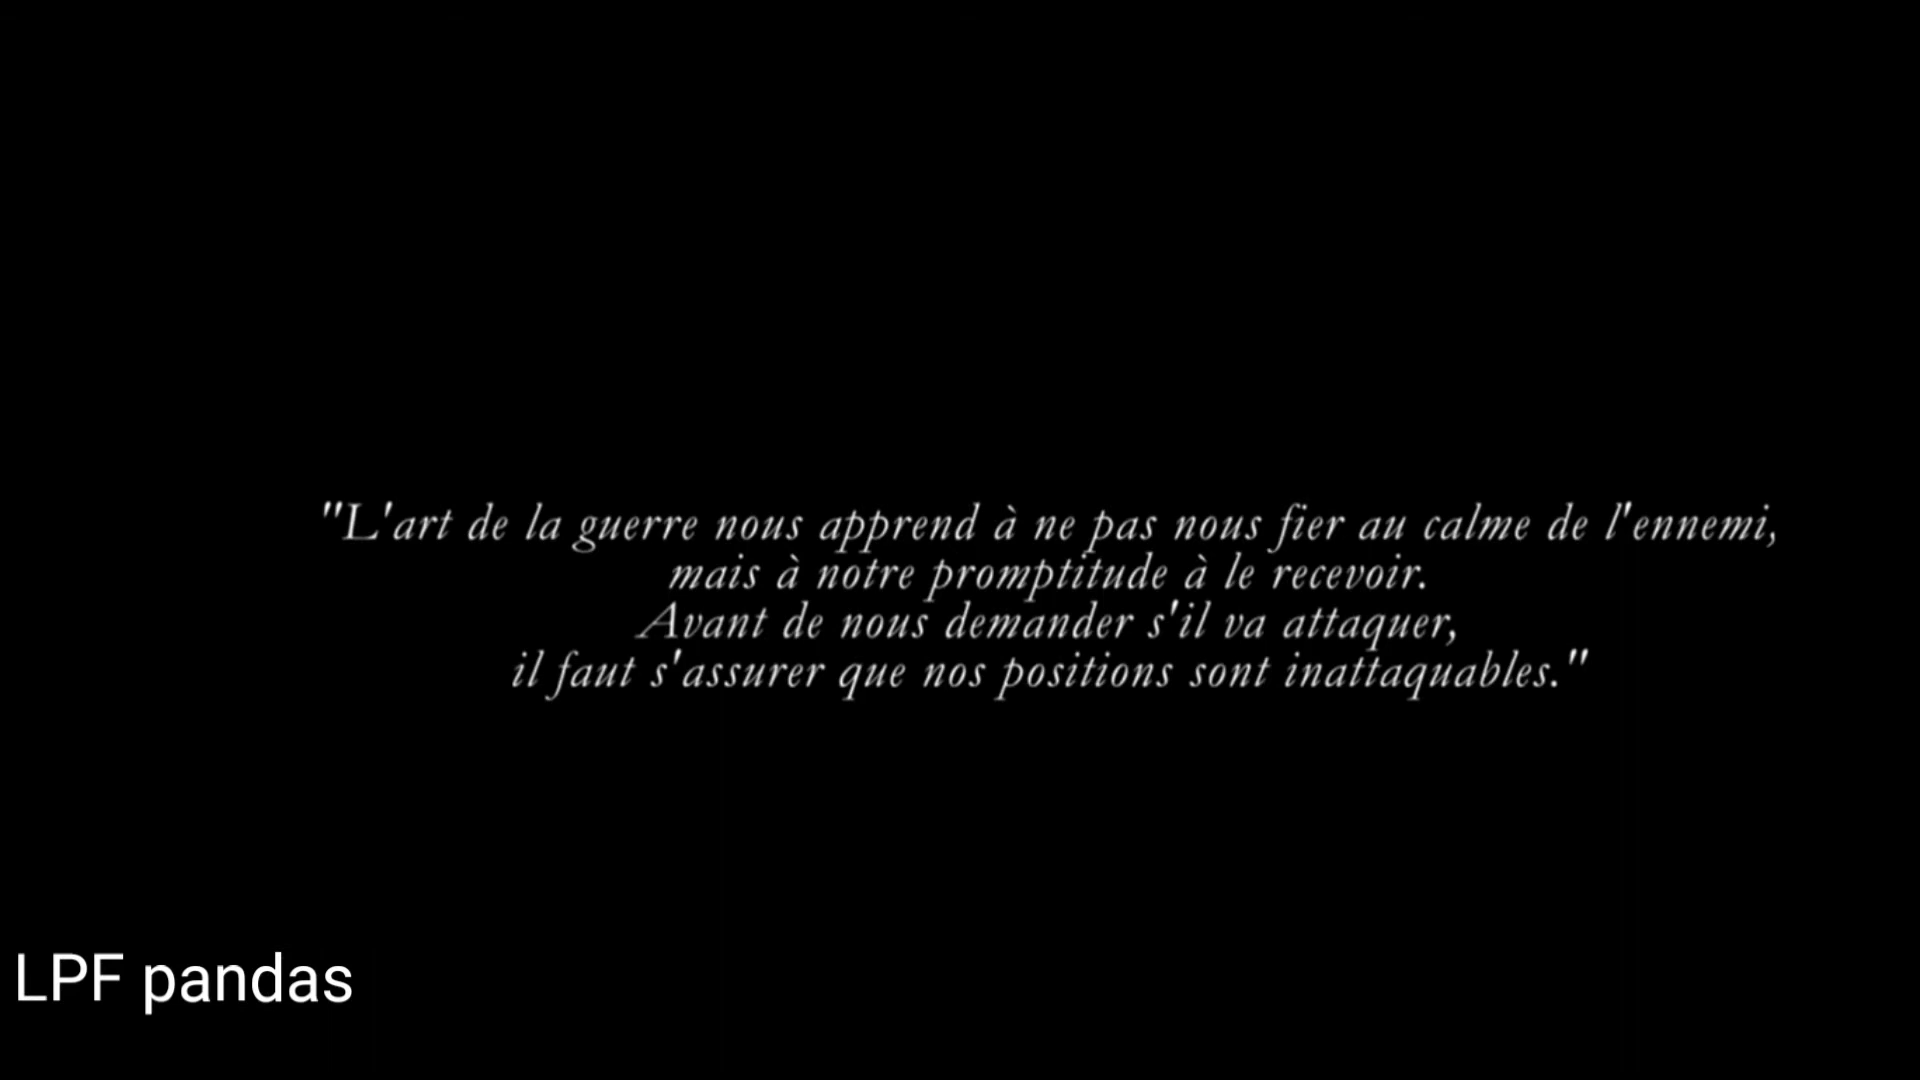 "L'art de la guerre nous apprend à ne pas nous fier au calme de l'ennemi,
mais à notre promptitude à le recevoir.
Avant de nous demander s'il va attaquer,
il faut s'assurer que nos positions sont inattaquables."
LPF pandas